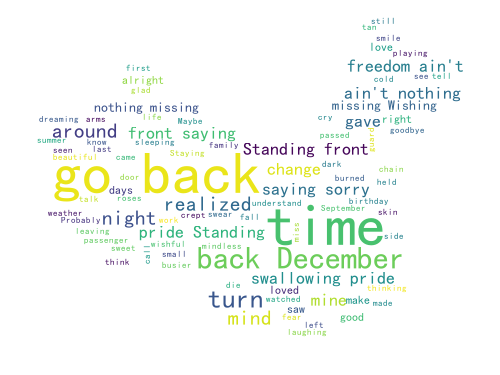 still
tan
smile
love
playing
freedom ain't
first
cold
see
tell
alright
glad
ain't nothing
nothing missing
life
arms
missing Wishing
dreaming
Maybe
cry
gave
right
goodbye
around
front saying
passed
guard
summer
know
sleeping
family
seen
last
Standing front
beautiful
came
Staying
dark
chain
go back
change
door
days
saying sorry
burned
held
talk
roses
realized
understand
birthday
weather
night
work
crept
swear
fall
September
skin
Probably
time
leaving
pride Standing
miss
side
passenger
wishful
mindless
sweet
call
small
back December
think
busier
swallowing pride
die
loved
watched
thinking
turn
mine
make
made
saw
mind
fear
left
good
laughing